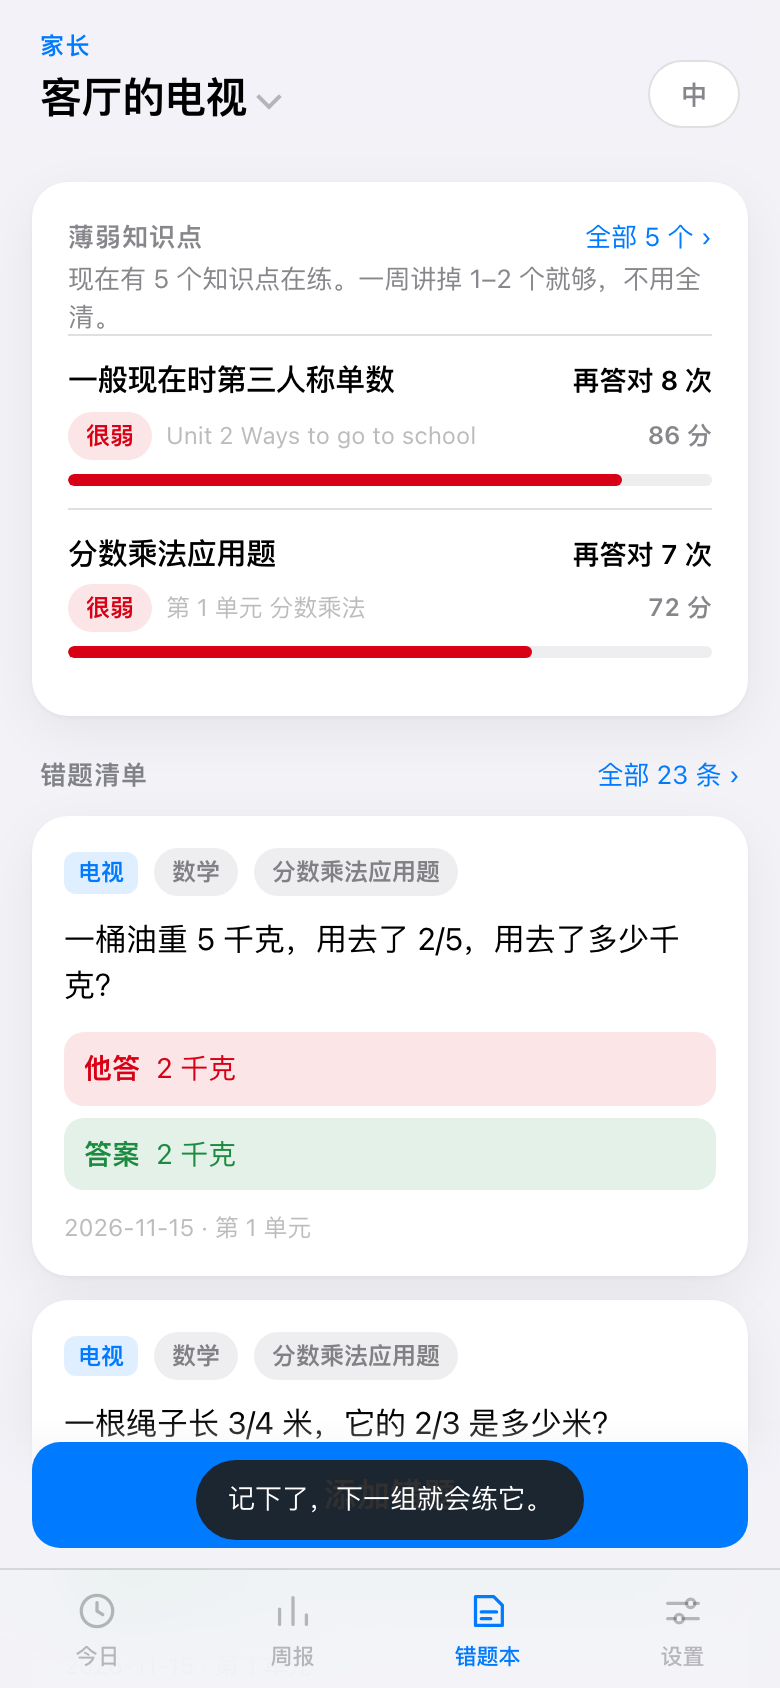 家长
客厅的电视
中
薄弱知识点
全部 5 个 ›
现在有 5 个知识点在练。一周讲掉 1–2 个就够，不用全
清。
一般现在时第三人称单数
再答对 8 次
很弱 Unit 2 Ways to go to school
86 分
分数乘法应用题
再答对 7 次
很弱 第 1 单元 分数乘法
72 分
错题清单
全部 23 条 ›
电视 数学 分数乘法应用题
一桶油重 5 千克，用去了 2/5，用去了多少千
克?
他答 2 千克
答案 2 千克
2026-11-15 · 第 1 单元
电视 数学 分数乘法应用题
一根绳子长 3/4 米，它的 2/3 是多少米?
记下了，下一组就会练它。
今日
周报
错题本
设置